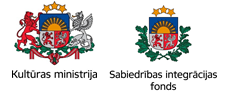 Kultūras ministrija
Sabiedrības integrācijas
fonds